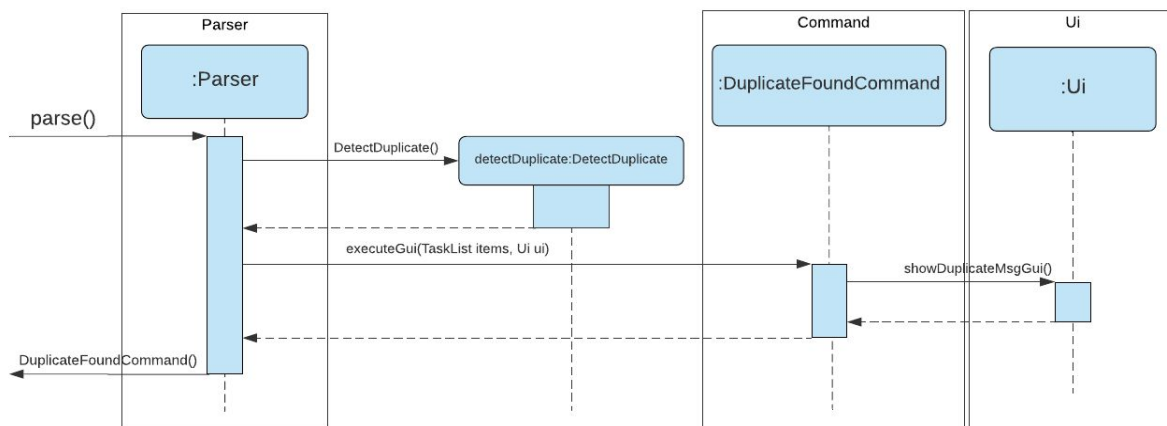 Parser
Command
Ui
:Parser
:DuplicateFoundCommand
:Ui
parse()
DetectDuplicate()
detectDuplicate:DetectDuplicate
executeGui(TaskList items, Ui ui)
showDuplicateMsgGui()
DuplicateFoundCommand()